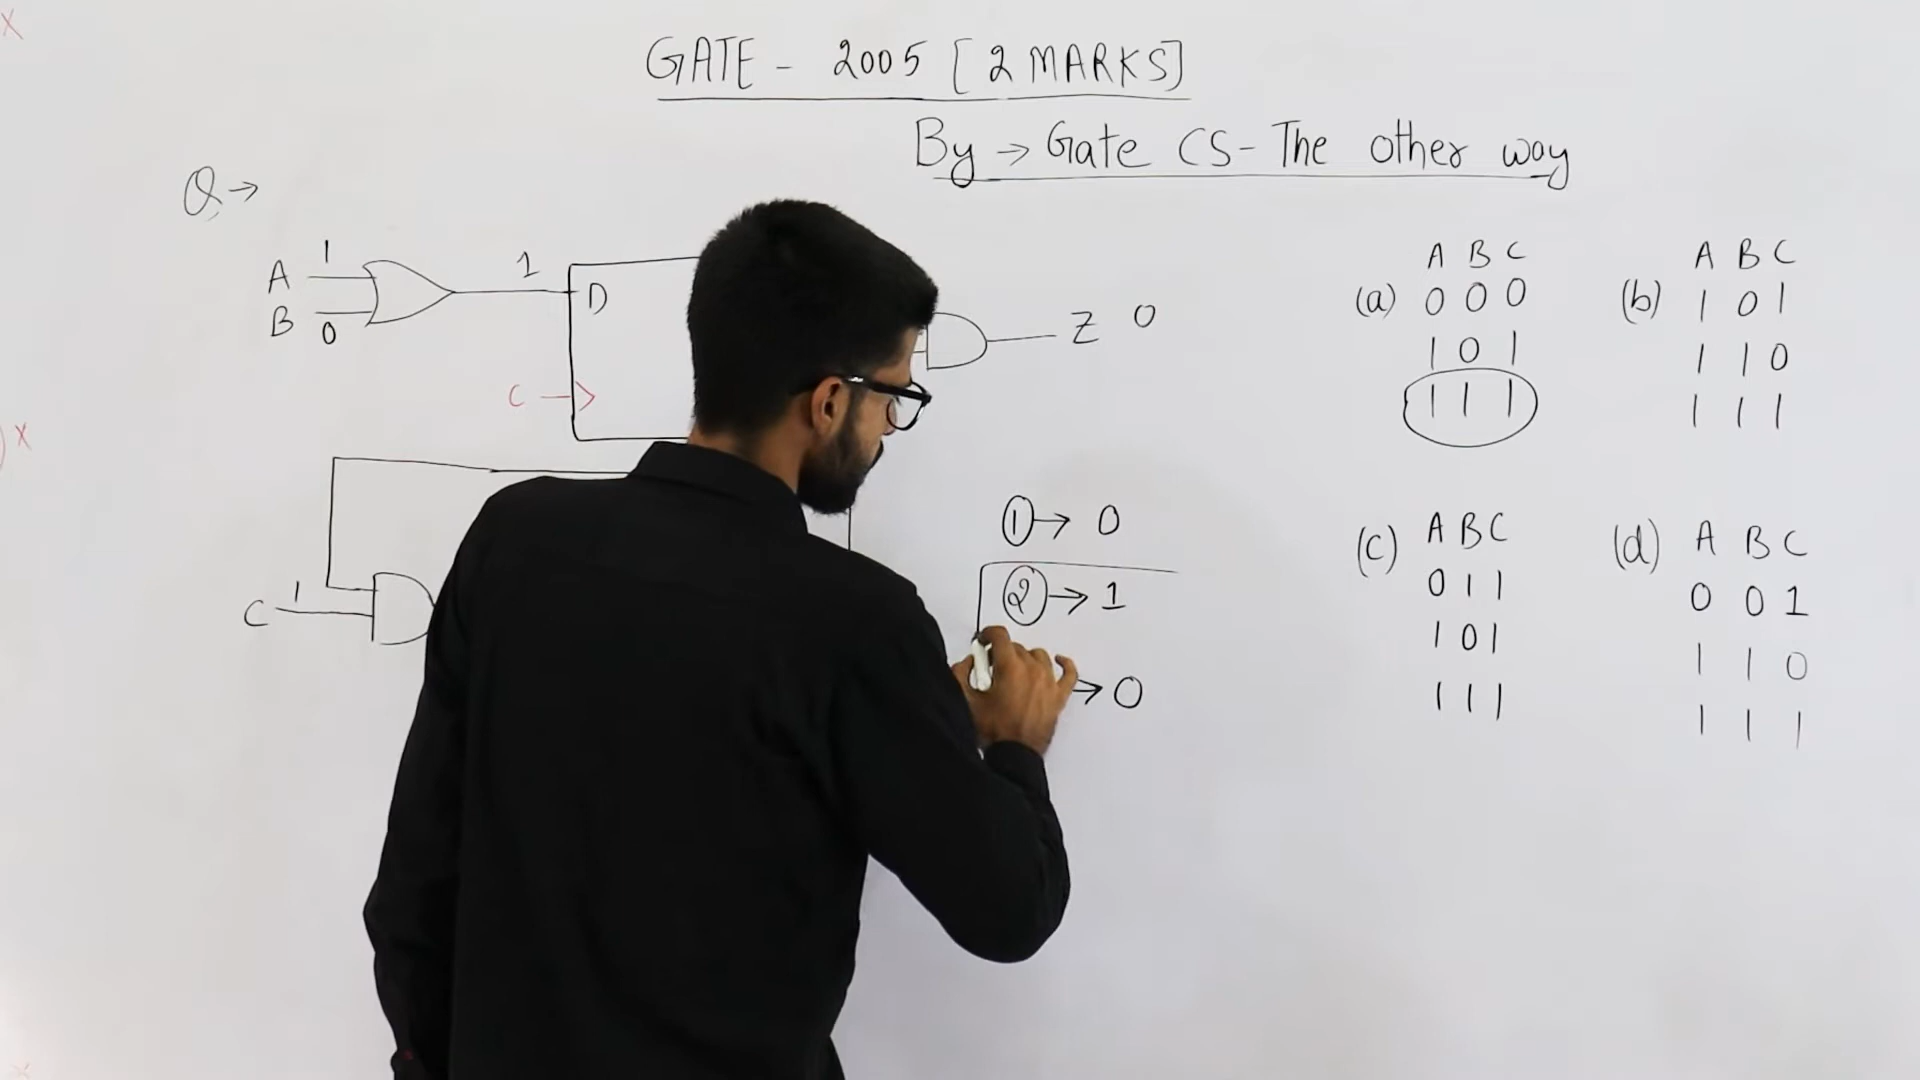 GATE - 2005 [2 MARKS]
By → Gate CS - The other way
Q →
A 1
B 0
1
D
C
Z 0
C 1
① → 0
② → 1
→ 0
(a) A B C
0 0 0
1 0 1
1 1 1
(b) A B C
1 0 1
1 1 0
1 1 1
(c) A B C
0 1 1
1 0 1
1 1 1
(d) A B C
0 0 1
1 1 0
1 1 1
X
) X